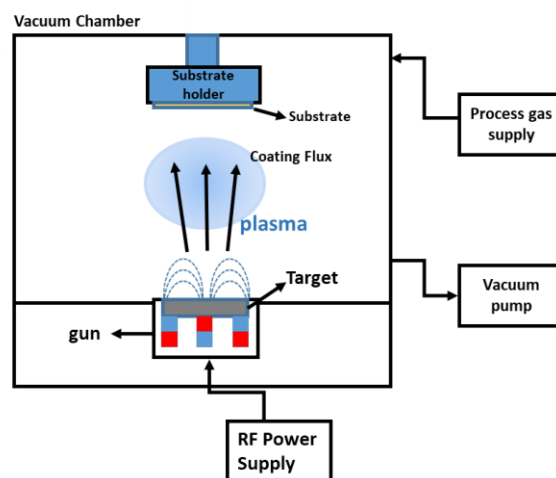 Vacuum Chamber
Substrate
holder
Substrate
Process gas
supply
Coating Flux
plasma
Target
Vacuum
pump
gun
RF Power
Supply